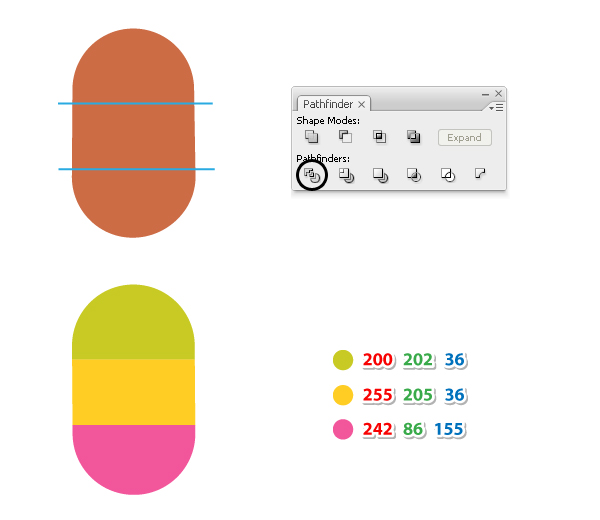 Pathfinder
Shape Modes:
Expand
Pathfinders:
200 202 36
255 205 36
242 86 155